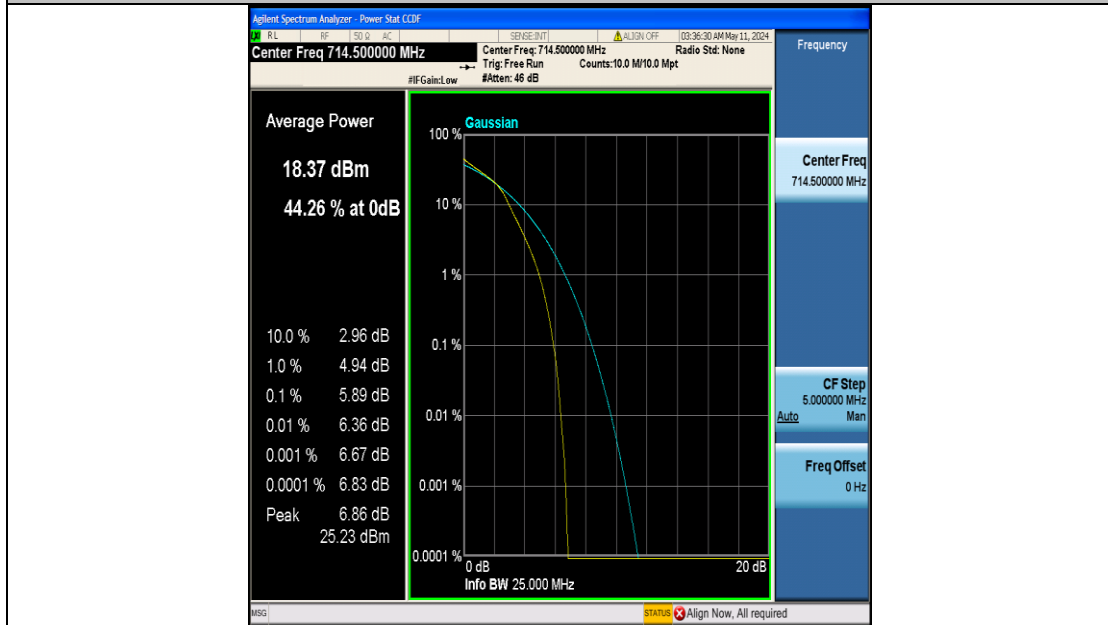 Agilent Spectrum Analyzer - Power Stat CCDF
RL RF 50 Ω AC SENSE:INT ALIGN OFF 03:36:30 AM May 11, 2024
Center Freq 714.500000 MHz
Center Freq: 714.500000 MHz Radio Std: None
Trig: Free Run Counts:10.0 M/10.0 Mpt
#IFGain:Low #Atten: 46 dB
Frequency
Average Power
18.37 dBm
44.26 % at 0dB
10.0 % 2.96 dB
1.0 % 4.94 dB
0.1 % 5.89 dB
0.01 % 6.36 dB
0.001 % 6.67 dB
0.0001 % 6.83 dB
Peak 6.86 dB
25.23 dBm
Gaussian
100 %
10 %
1 %
0.1 %
0.01 %
0.001 %
0.0001 %
0 dB 20 dB
Info BW 25.000 MHz
Center Freq
714.500000 MHz
CF Step
5.000000 MHz
Auto Man
Freq Offset
0 Hz
MSG STATUS Align Now, All required